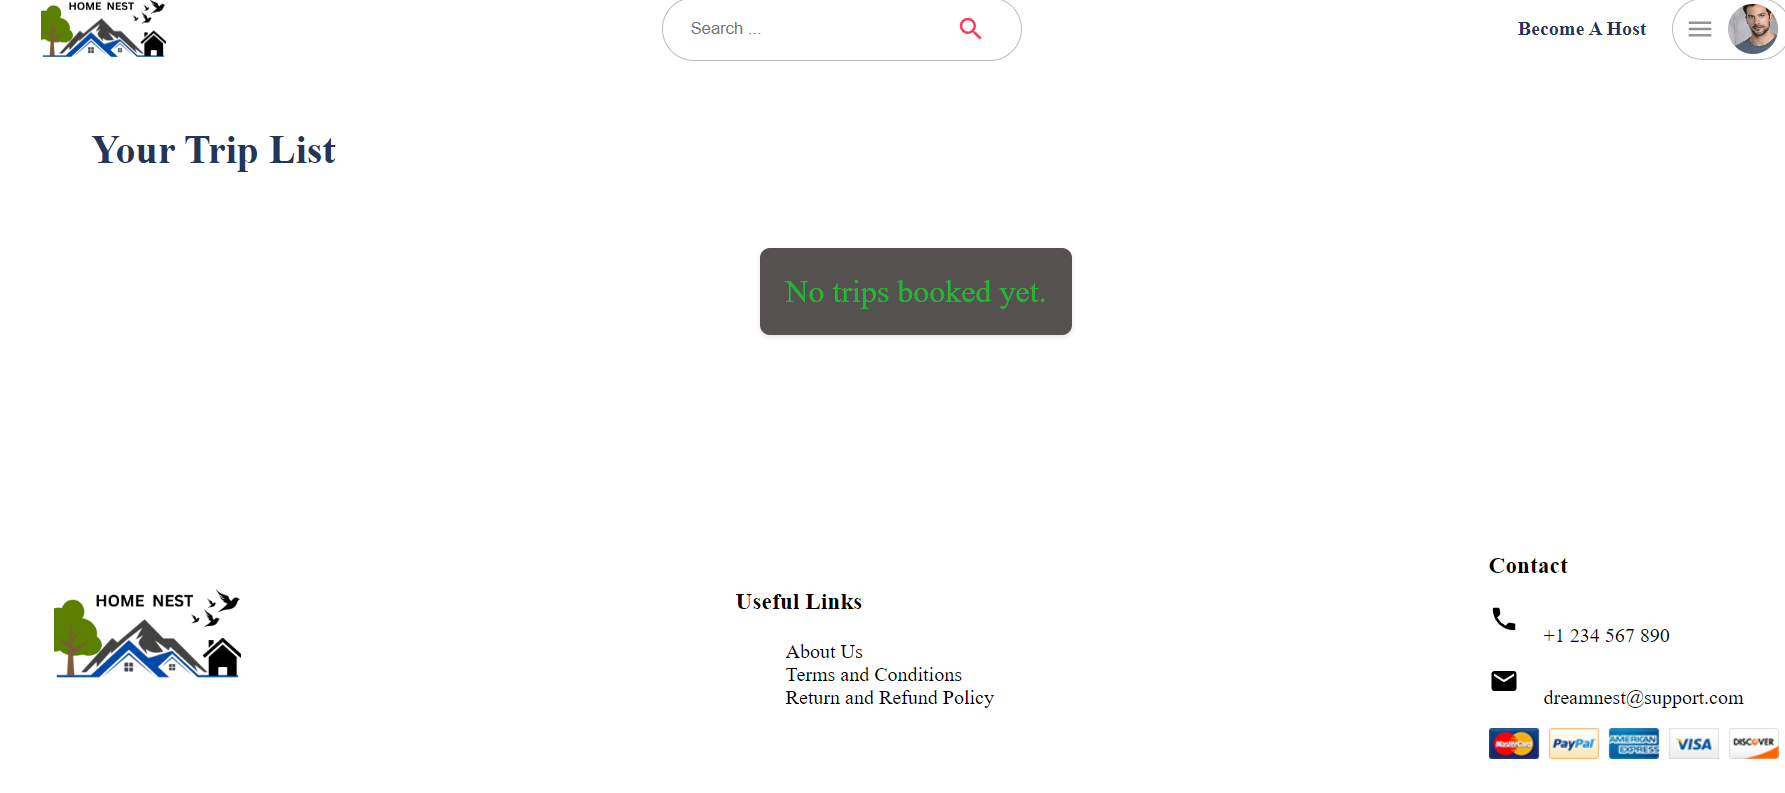 HOME NEST
Search ...
Become A Host
Your Trip List
No trips booked yet.
HOME NEST
Useful Links
About Us
Terms and Conditions
Return and Refund Policy
Contact
+1 234 567 890
dreamnest@support.com
MasterCard PayPal AMERICAN EXPRESS VISA DISCOVER